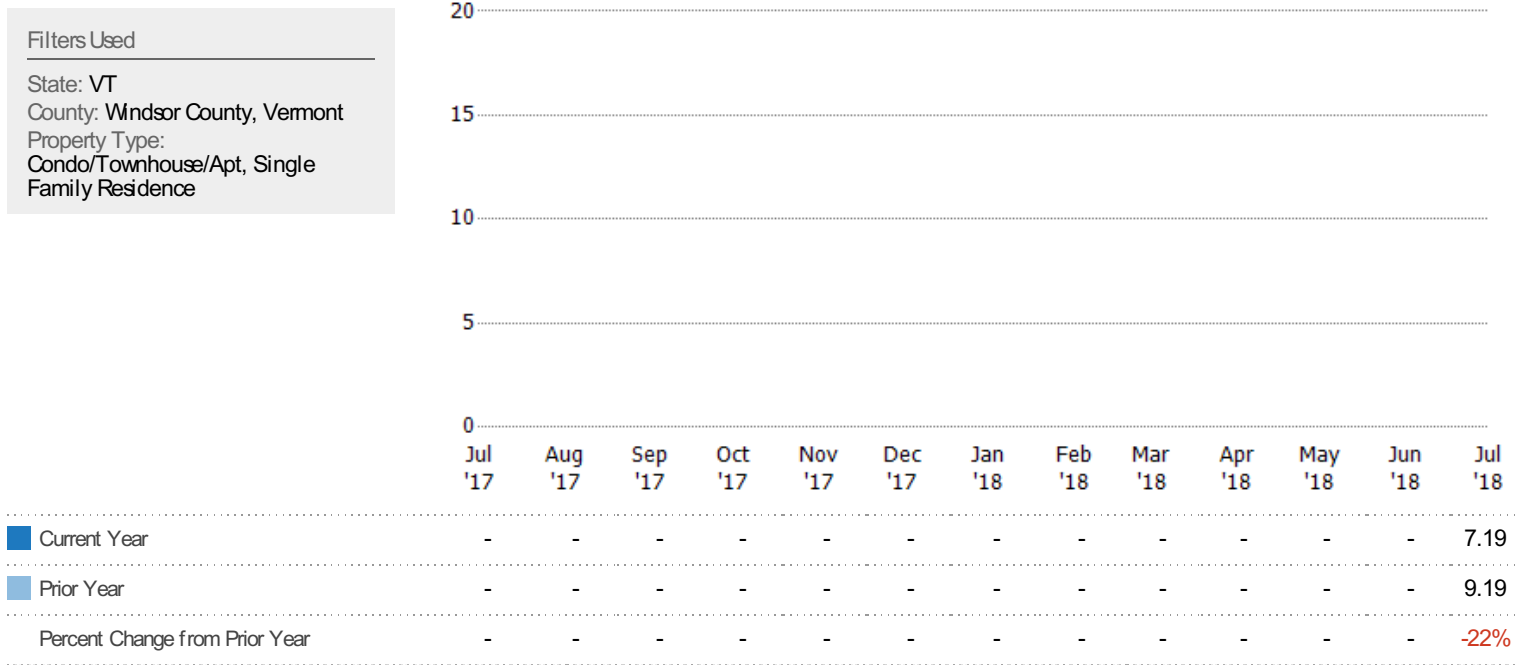 Filters Used
State: VT
County: Windsor County, Vermont
Property Type:
Condo/Townhouse/Apt, Single
Family Residence
20
15
10
5
0
Jul Aug Sep Oct Nov Dec Jan Feb Mar Apr May Jun Jul
'17 '17 '17 '17 '17 '17 '18 '18 '18 '18 '18 '18 '18
Current Year - - - - - - - - - - - - 7.19
Prior Year - - - - - - - - - - - - 9.19
Percent Change from Prior Year - - - - - - - - - - - - -22%